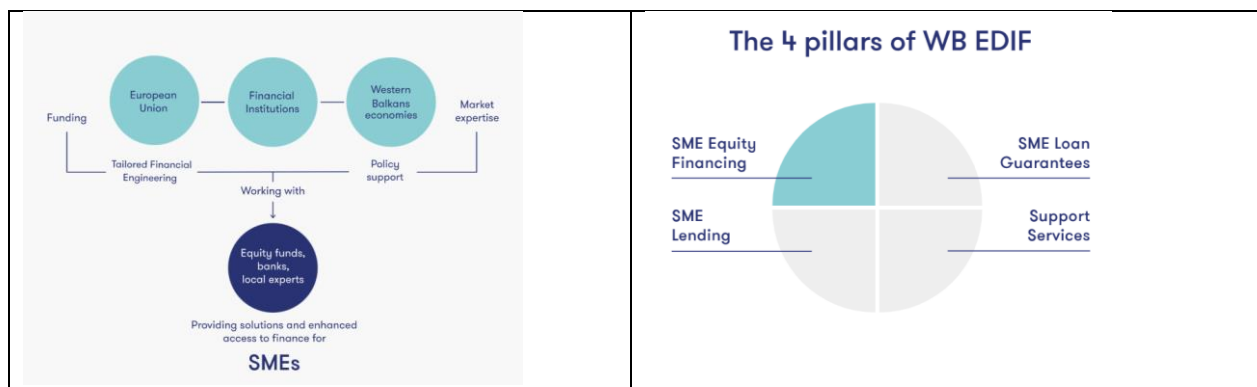 European
Union
Financial
Institutions
Western
Balkans
economies
Funding
Market
expertise
Tailored Financial
Engineering
Policy
support
Working with
Equity funds,
banks,
local experts
Providing solutions and enhanced
access to finance for
SMEs
The 4 pillars of WB EDIF
SME Equity
Financing
SME Loan
Guarantees
SME
Lending
Support
Services